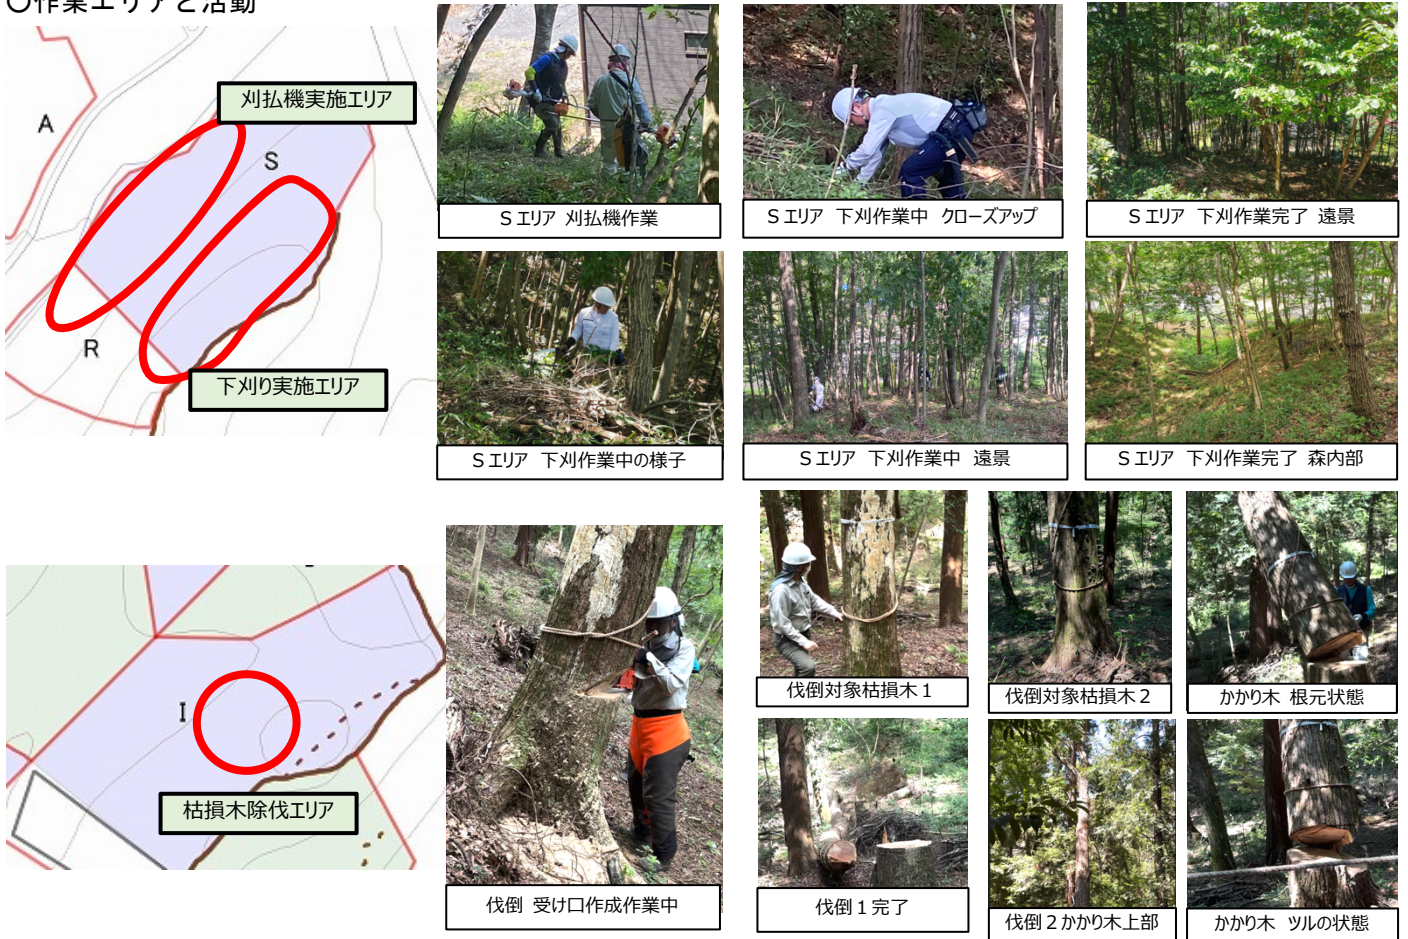 〇作業エリアと活動
刈払機実施エリア
A
S
R
下刈り実施エリア
Sエリア 刈払機作業
Sエリア 下刈作業中 クローズアップ
Sエリア 下刈作業完了 遠景
Sエリア 下刈作業中の様子
Sエリア 下刈作業中 遠景
Sエリア 下刈作業完了 森内部
I
枯損木除伐エリア
伐倒 受け口作成作業中
伐倒対象枯損木1
伐倒対象枯損木2
かかり木 根元状態
伐倒1完了
伐倒2かかり木上部
かかり木 ツルの状態